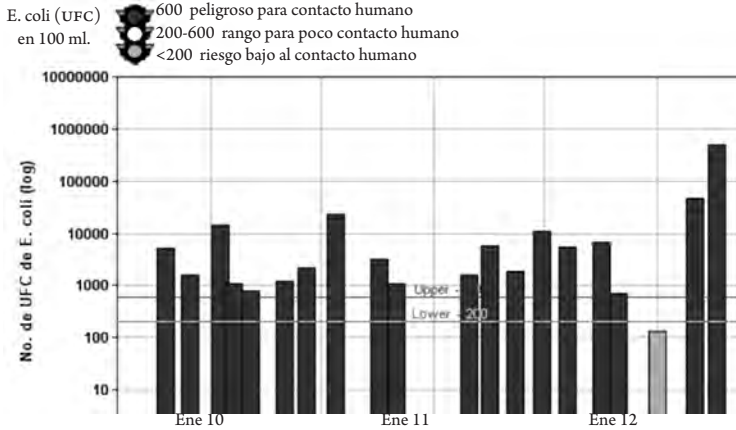 E. coli (UFC)
en 100 ml.
600 peligroso para contacto humano
200-600 rango para poco contacto humano
<200 riesgo bajo al contacto humano
No. de UFC de E. coli (log)
10000000
1000000
100000
10000
1000
100
10
Upper -
Lower - 200
Ene 10
Ene 11
Ene 12